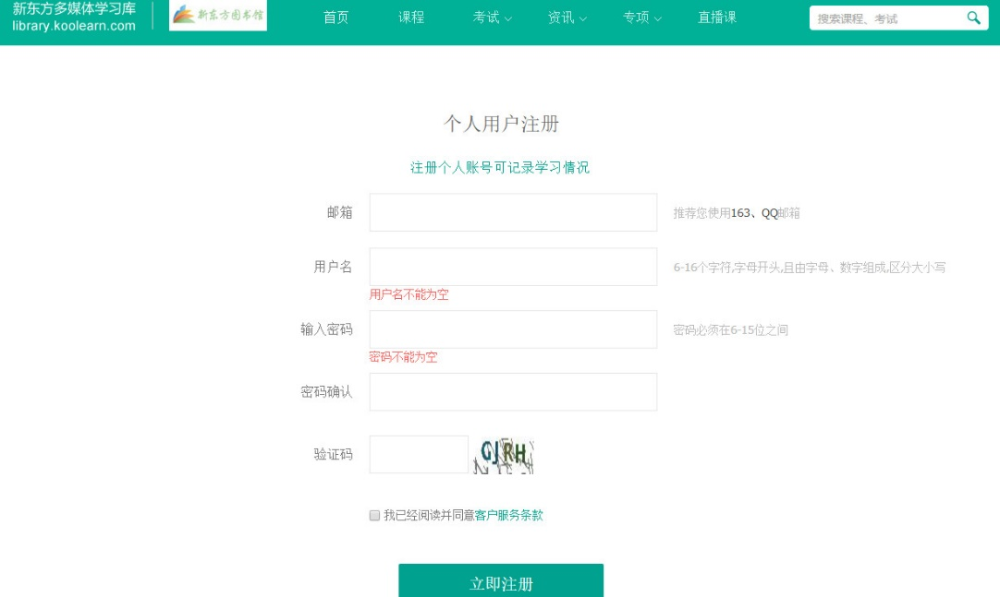 新东方多媒体学习库
library.koolearn.com
新东方图书馆
首页 课程 考试 资讯 专项 直播课
搜索课程、考试
个人用户注册
注册个人账号可记录学习情况
邮箱 推荐您使用163、QQ邮箱
用户名 6-16个字符,字母开头,且由字母、数字组成,区分大小写
用户名不能为空
输入密码 密码必须在6-15位之间
密码不能为空
密码确认
验证码 GJRH
我已经阅读并同意客户服务条款
立即注册